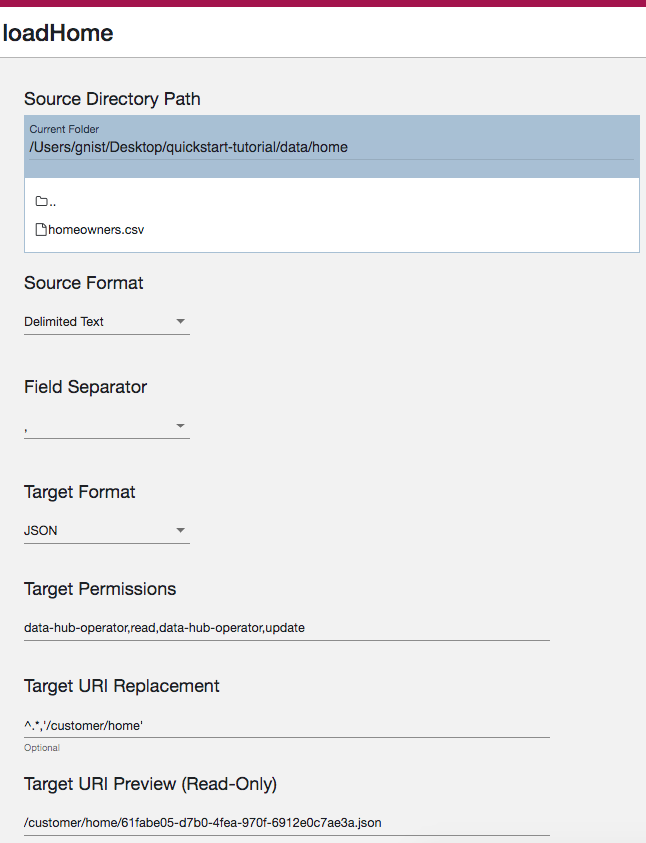 loadHome
Source Directory Path
Current Folder
/Users/gnist/Desktop/quickstart-tutorial/data/home
..
homeowners.csv
Source Format
Delimited Text
Field Separator
,
Target Format
JSON
Target Permissions
data-hub-operator,read,data-hub-operator,update
Target URI Replacement
^.*,'/customer/home'
Optional
Target URI Preview (Read-Only)
/customer/home/61fabe05-d7b0-4fea-970f-6912e0c7ae3a.json